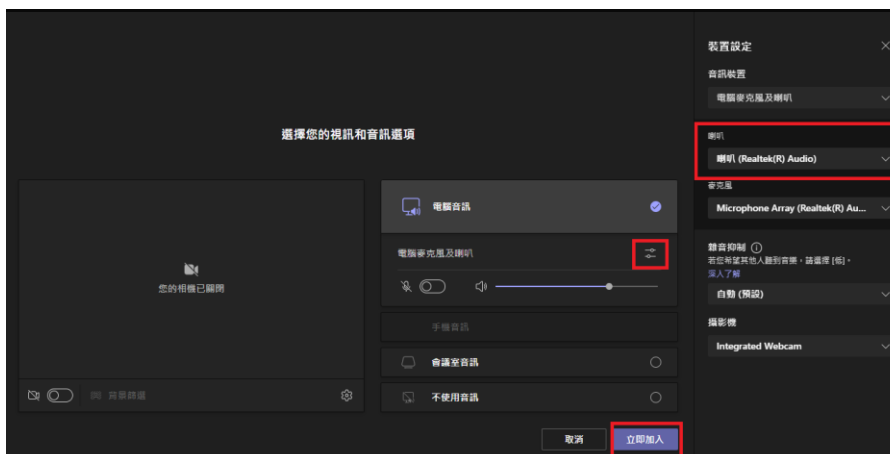 選擇您的視訊和音訊選項
您的相機已關閉
背景篩選
電腦音訊
電腦麥克風及喇叭
手機音訊
會議室音訊
不使用音訊
取消
立即加入
裝置設定
音訊裝置
電腦麥克風及喇叭
喇叭
喇叭 (Realtek(R) Audio)
麥克風
Microphone Array (Realtek(R) Au...
雜音抑制
若您希望其他人聽到音樂，請選擇 [低]。
深入了解
自動 (預設)
攝影機
Integrated Webcam